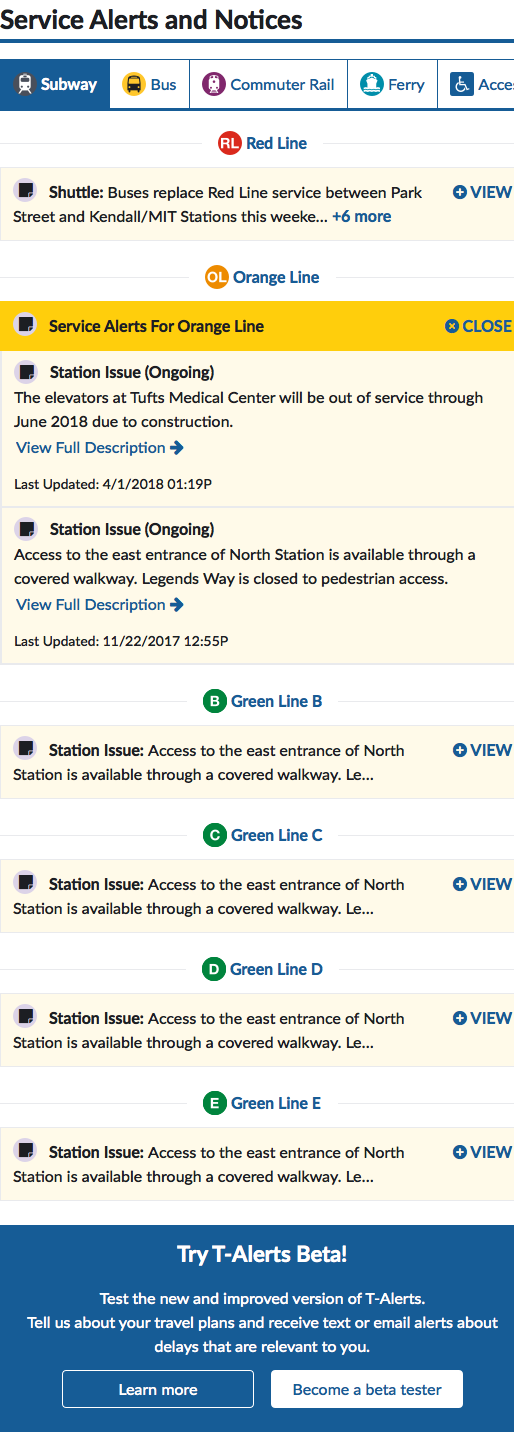 Service Alerts and Notices
Subway Bus Commuter Rail Ferry Acce
RL Red Line
Shuttle: Buses replace Red Line service between Park
Street and Kendall/MIT Stations this weeke... +6 more
VIEW
OL Orange Line
Service Alerts For Orange Line CLOSE
Station Issue (Ongoing)
The elevators at Tufts Medical Center will be out of service through
June 2018 due to construction.
View Full Description
Last Updated: 4/1/2018 01:19P
Station Issue (Ongoing)
Access to the east entrance of North Station is available through a
covered walkway. Legends Way is closed to pedestrian access.
View Full Description
Last Updated: 11/22/2017 12:55P
B Green Line B
Station Issue: Access to the east entrance of North
Station is available through a covered walkway. Le...
VIEW
C Green Line C
Station Issue: Access to the east entrance of North
Station is available through a covered walkway. Le...
VIEW
D Green Line D
Station Issue: Access to the east entrance of North
Station is available through a covered walkway. Le...
VIEW
E Green Line E
Station Issue: Access to the east entrance of North
Station is available through a covered walkway. Le...
VIEW
Try T-Alerts Beta!
Test the new and improved version of T-Alerts.
Tell us about your travel plans and receive text or email alerts about
delays that are relevant to you.
Learn more
Become a beta tester